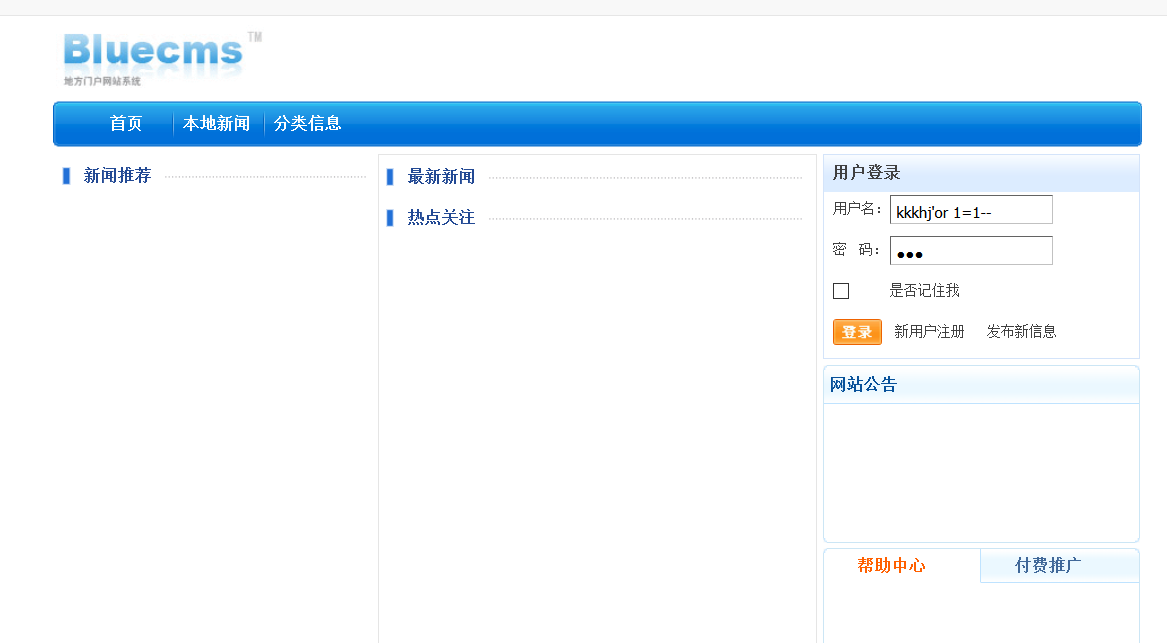 Bluecms TM
地方门户网站系统
首页 本地新闻 分类信息
新闻推荐
最新新闻
热点关注
用户登录
用户名： kkkhj'or 1=1--
密 码： ●●●
是否记住我
登录 新用户注册 发布新信息
网站公告
帮助中心 付费推广